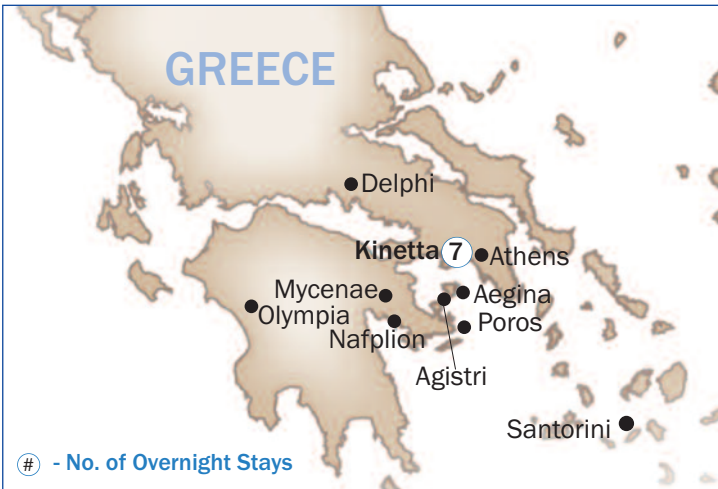 GREECE
Delphi
Kinetta 7 Athens
Mycenae
Aegina
Olympia
Poros
Nafplion
Agistri
Santorini
# - No. of Overnight Stays